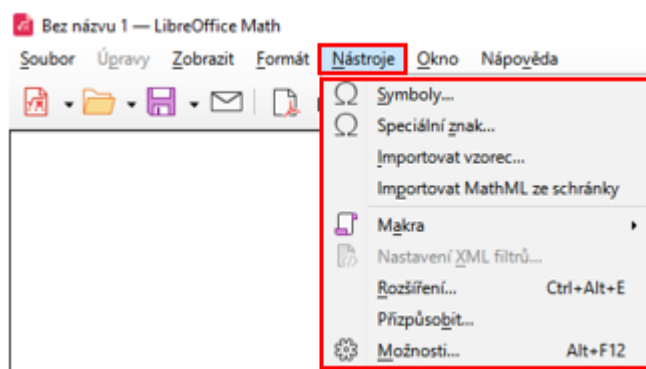 Bez názvu 1 — LibreOffice Math
Soubor Úpravy Zobrazit Formát Nástroje Okno Nápověda
Symboly...
Speciální znak...
Importovat vzorec...
Importovat MathML ze schránky
Makra
Nastavení XML filtrů...
Rozšíření... Ctrl+Alt+E
Přizpůsobit...
Možnosti... Alt+F12